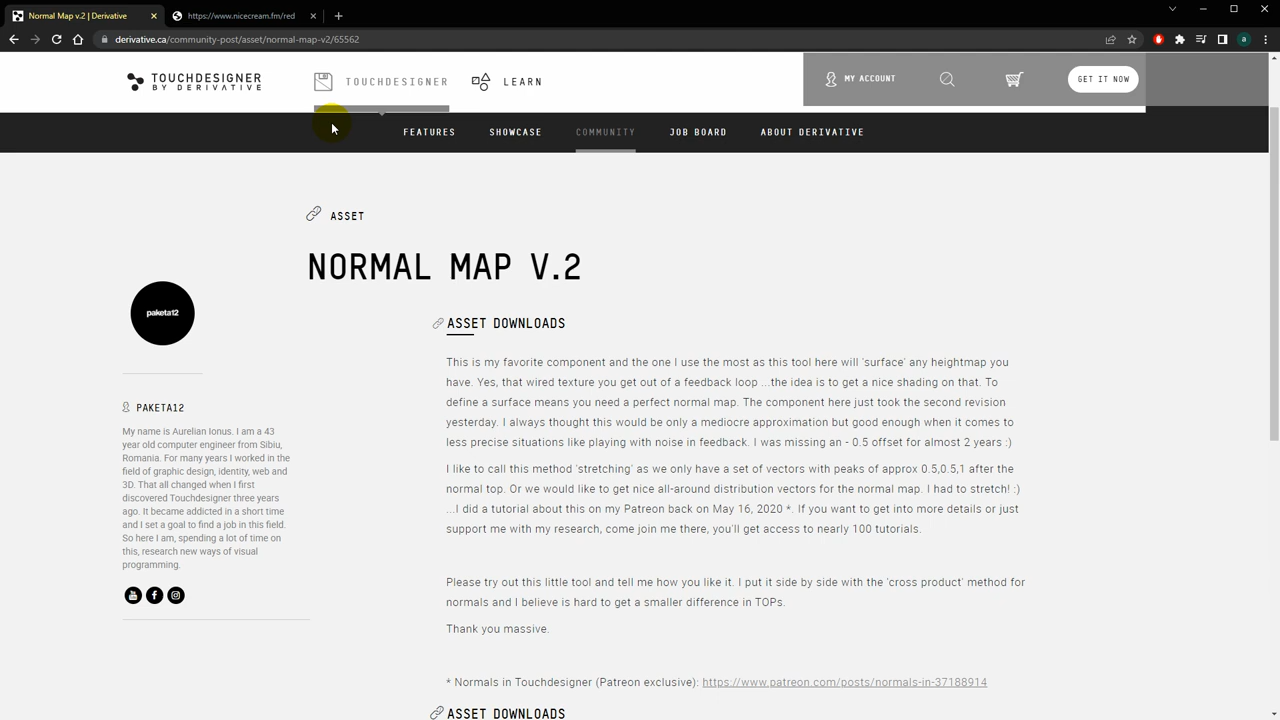 Normal Map v.2 | Derivative
https://www.nicecream.fm/red
derivative.ca/community-post/asset/normal-map-v2/65562
a
TOUCHDESIGNER
BY DERIVATIVE
TOUCHDESIGNER
LEARN
MY ACCOUNT
GET IT NOW
FEATURES
SHOWCASE
COMMUNITY
JOB BOARD
ABOUT DERIVATIVE
ASSET
NORMAL MAP V.2
paketa12
PAKETA12
My name is Aurelian Ionus. I am a 43
year old computer engineer from Sibiu,
Romania. For many years I worked in the
field of graphic design, identity, web and
3D. That all changed when I first
discovered Touchdesigner three years
ago. It became addicted in a short time
and I set a goal to find a job in this field.
So here I am, spending a lot of time on
this, research new ways of visual
programming.
You
ASSET DOWNLOADS
This is my favorite component and the one I use the most as this tool here will 'surface' any heightmap you
have. Yes, that wired texture you get out of a feedback loop ...the idea is to get a nice shading on that. To
define a surface means you need a perfect normal map. The component here just took the second revision
yesterday. I always thought this would be only a mediocre approximation but good enough when it comes to
less precise situations like playing with noise in feedback. I was missing an - 0.5 offset for almost 2 years :)
I like to call this method 'stretching' as we only have a set of vectors with peaks of approx 0.5,0.5,1 after the
normal top. Or we would like to get nice all-around distribution vectors for the normal map. I had to stretch! :)
...I did a tutorial about this on my Patreon back on May 16, 2020 *. If you want to get into more details or just
support me with my research, come join me there, you'll get access to nearly 100 tutorials.
Please try out this little tool and tell me how you like it. I put it side by side with the 'cross product' method for
normals and I believe is hard to get a smaller difference in TOPs.
Thank you massive.
* Normals in Touchdesigner (Patreon exclusive): https://www.patreon.com/posts/normals-in-37188914
ASSET DOWNLOADS